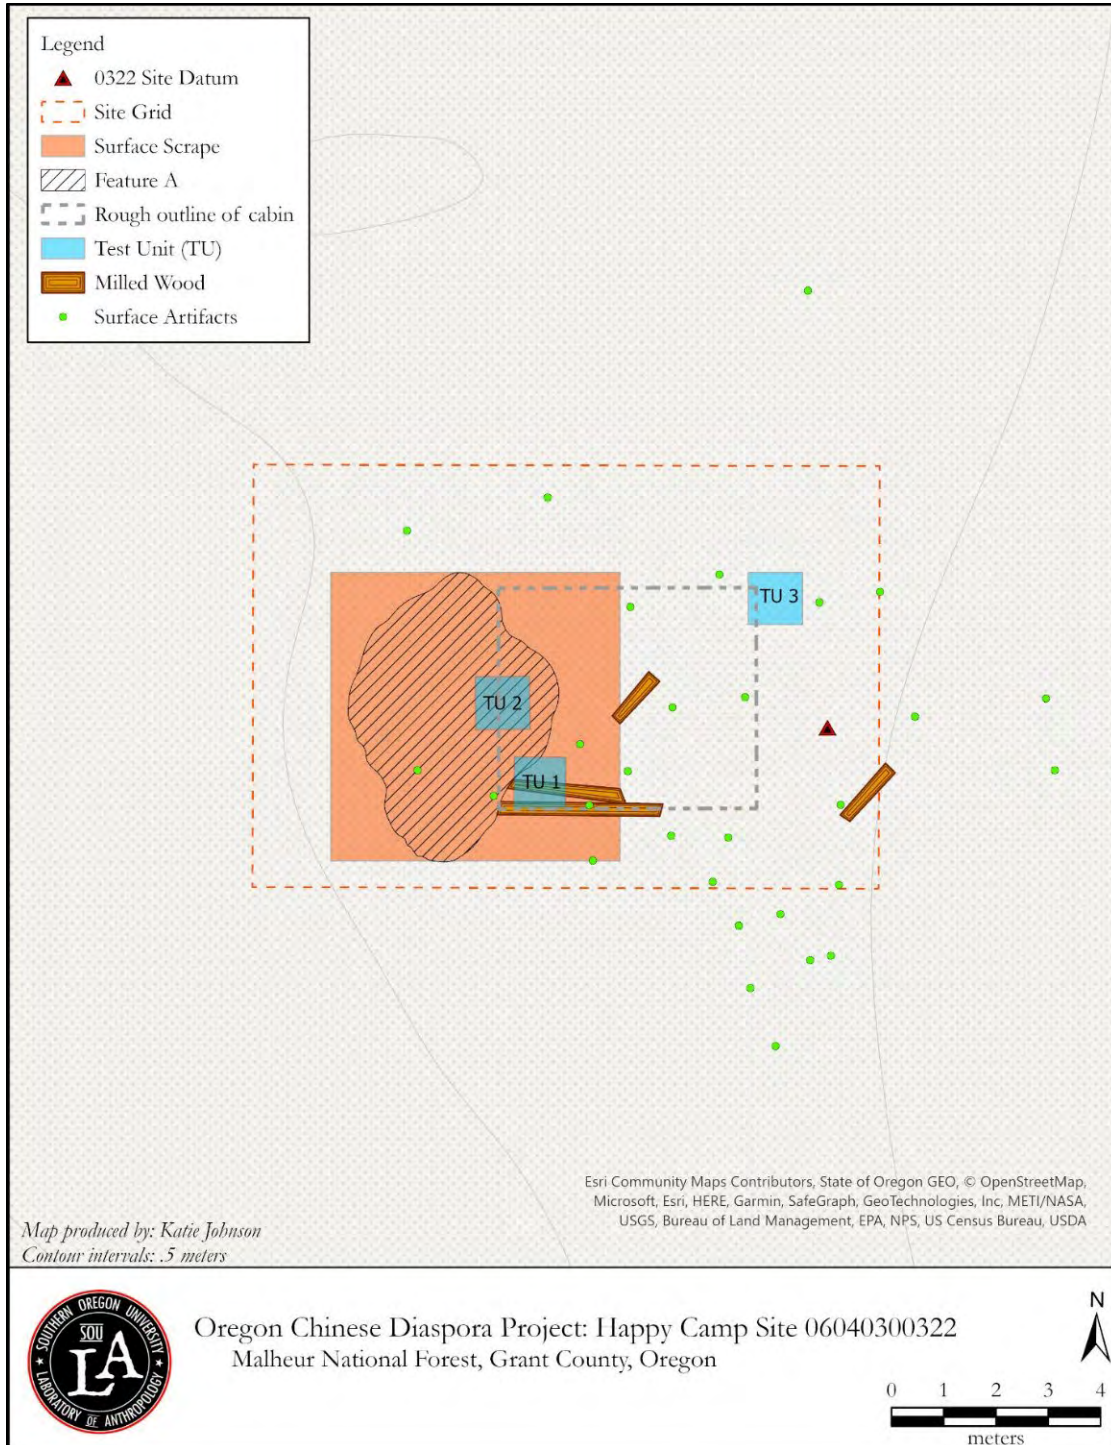 Legend
0322 Site Datum
Site Grid
Surface Scrape
Feature A
Rough outline of cabin
Test Unit (TU)
Milled Wood
Surface Artifacts
TU 3
TU 2
TU 1
Esri Community Maps Contributors, State of Oregon GEO, © OpenStreetMap,
Microsoft, Esri, HERE, Garmin, SafeGraph, GeoTechnologies, Inc, METI/NASA,
USGS, Bureau of Land Management, EPA, NPS, US Census Bureau, USDA
Map produced by: Katie Johnson
Contour intervals: .5 meters
SOUTHERN OREGON UNIVERSITY
SOU
LA
LABORATORY OF ANTHROPOLOGY
Oregon Chinese Diaspora Project: Happy Camp Site 06040300322
Malheur National Forest, Grant County, Oregon
N
0 1 2 3 4
meters